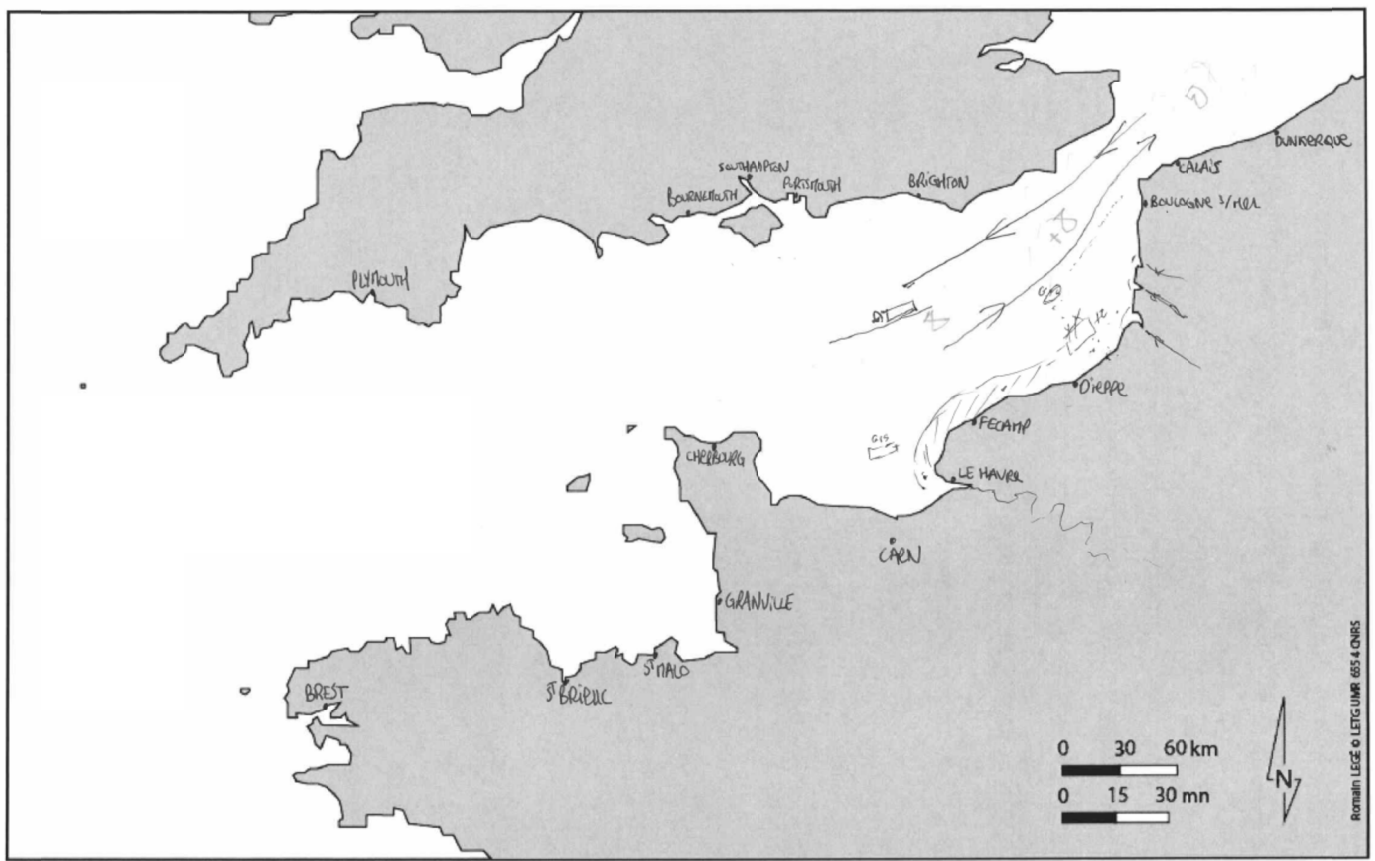 DUNKERQUE
CALAIS
SOUTHAMPTON
PORTSMOUTH
BRIGHTON
BOURNEMOUTH
BOULOGNE S/MER
PLYMOUTH
DIEPPE
FECAMP
CHERBOURG
LE HAVRE
CAEN
GRANVILLE
ST MALO
BREST
ST BRIEUC
0 30 60 km
0 15 30 mn
N
Romain LEGÉ © LETG UMR 6554 CNRS